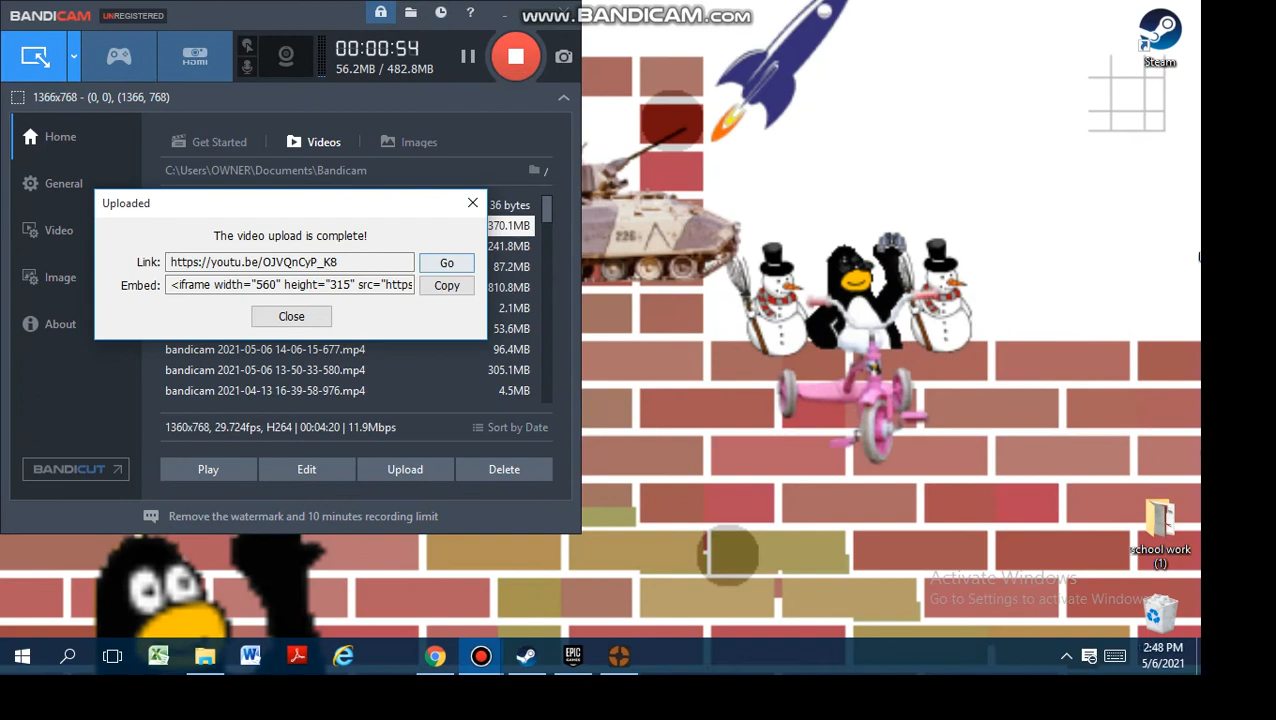 BANDICAM UNREGISTERED
www.BANDICAM.com
HDMI
00:00:54
56.2MB / 482.8MB
1366x768 - (0, 0), (1366, 768)
Home
General
Video
Image
About
Get Started
Videos
Images
C:\Users\OWNER\Documents\Bandicam
36 bytes
370.1MB
241.8MB
87.2MB
810.8MB
2.1MB
53.6MB
Uploaded
The video upload is complete!
Link: https://youtu.be/OJVQnCyP_K8 Go
Embed: <iframe width="560" height="315" src="https Copy
Close
bandicam 2021-05-06 14-06-15-677.mp4 96.4MB
bandicam 2021-05-06 13-50-33-580.mp4 305.1MB
bandicam 2021-04-13 16-39-58-976.mp4 4.5MB
1360x768, 29.724fps, H264 | 00:04:20 | 11.9Mbps
Sort by Date
BANDICUT
Play Edit Upload Delete
Remove the watermark and 10 minutes recording limit
Steam
226
school work
(1)
Activate Windows
Go to Settings to activate Windows.
EPIC
GAMES
2:48 PM
5/6/2021